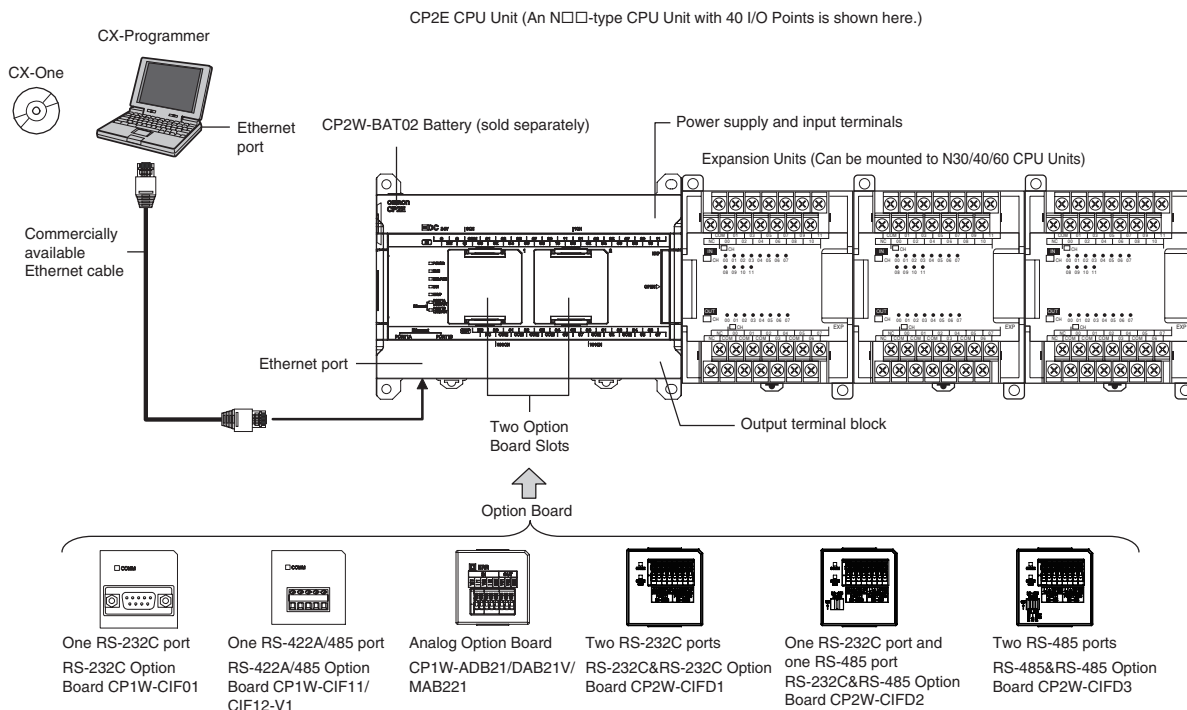 CP2E CPU Unit (An N□□-type CPU Unit with 40 I/O Points is shown here.)
CX-Programmer
CX-One
Ethernet
port
CP2W-BAT02 Battery (sold separately)
Power supply and input terminals
Expansion Units (Can be mounted to N30/40/60 CPU Units)
Commercially
available
Ethernet cable
Ethernet port
Two Option
Board Slots
Output terminal block
Option Board
COMM
One RS-232C port
RS-232C Option
Board CP1W-CIF01
COMM
One RS-422A/485 port
RS-422A/485 Option
Board CP1W-CIF11/
CIF12-V1
Analog Option Board
CP1W-ADB21/DAB21V/
MAB221
Two RS-232C ports
RS-232C&RS-232C Option
Board CP2W-CIFD1
One RS-232C port and
one RS-485 port
RS-232C&RS-485 Option
Board CP2W-CIFD2
Two RS-485 ports
RS-485&RS-485 Option
Board CP2W-CIFD3